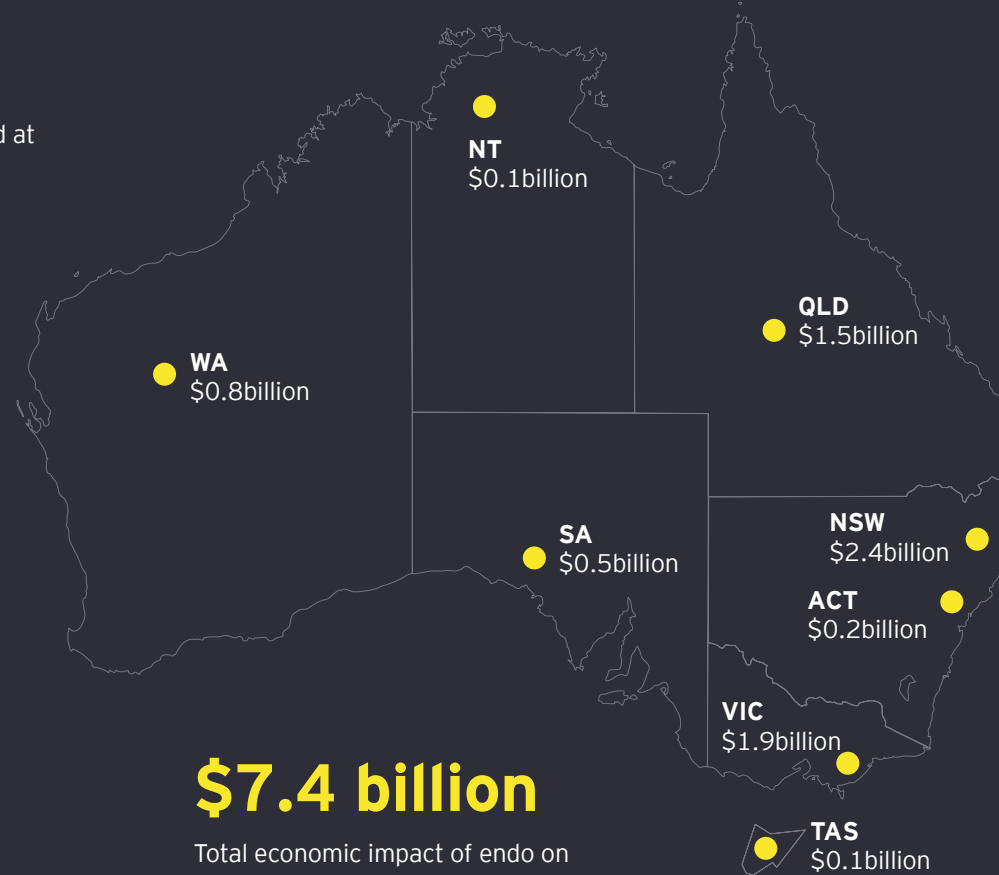 d at
NT
$0.1billion
QLD
$1.5billion
WA
$0.8billion
NSW
$2.4billion
SA
$0.5billion
ACT
$0.2billion
VIC
$1.9billion
$7.4 billion
TAS
$0.1billion
Total economic impact of endo on